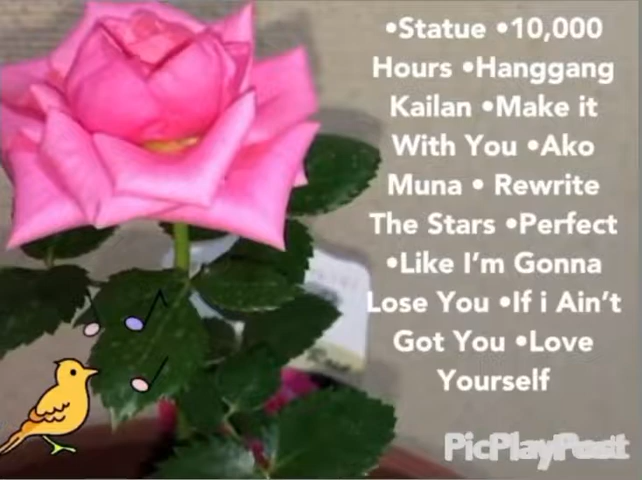 •Statue •10,000
Hours •Hanggang
Kailan •Make it
With You •Ako
Muna • Rewrite
The Stars •Perfect
•Like I'm Gonna
Lose You •If i Ain't
Got You •Love
Yourself
PicPlayPost